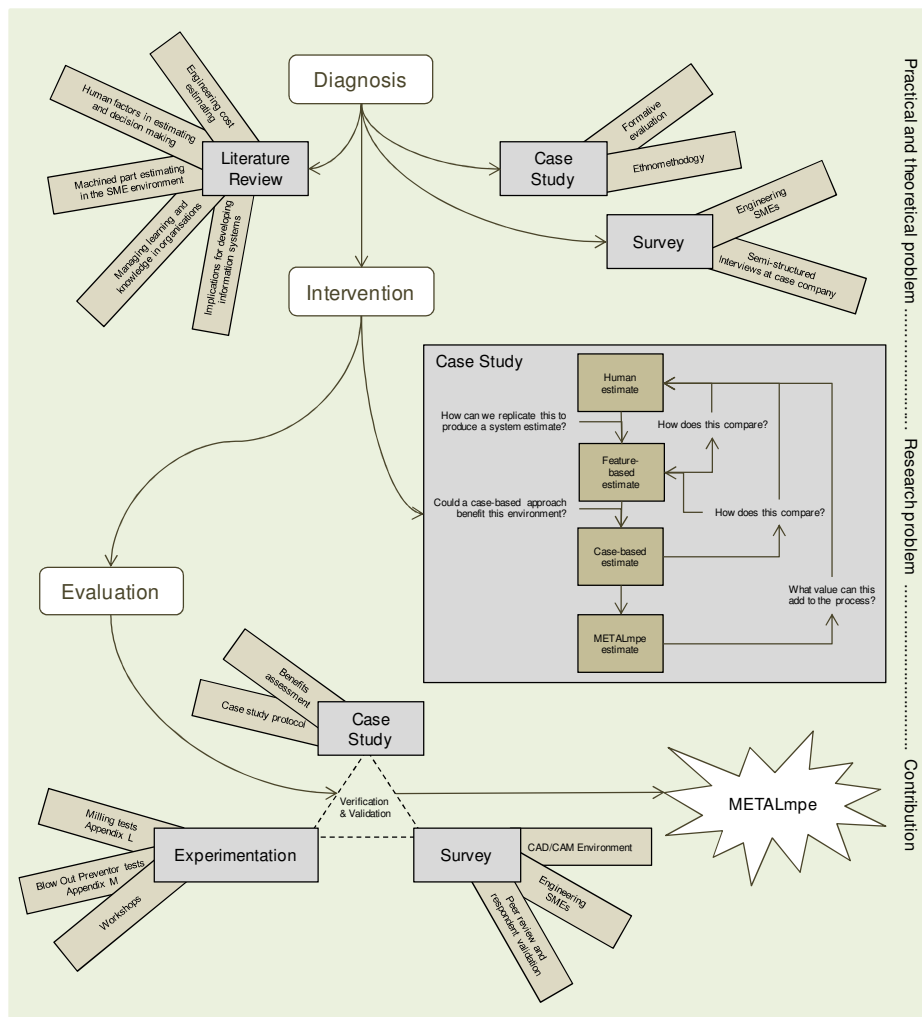 Diagnosis
Engineering cost
estimating
Human factors in estimating
and decision making
Machined part estimating
in the SME environment
Managing learning and
knowledge in organisations
Implications for developing
information systems
Literature
Review
Case
Study
Formative
evaluation
Ethnomethodogy
Survey
Engineering
SMEs
Semi-structured
Interviews at case company
Intervention
Case Study
Human
estimate
How can we replicate this to
produce a system estimate?
How does this compare?
Feature-
based
estimate
Could a case-based approach
benefit this environment?
How does this compare?
Case-based
estimate
What value can this
add to the process?
METALmpe
estimate
Evaluation
Benefits
assessment
Case study protocol
Case
Study
Verification
& Validation
METALmpe
Milling tests
Appendix L
Blow Out Preventor tests
Appendix M
Workshops
Experimentation
Survey
CAD/CAM Environment
Engineering
SMEs
Peer review and
respondent validation
Practical and theoretical problem ..................... Research problem ............................. Contribution